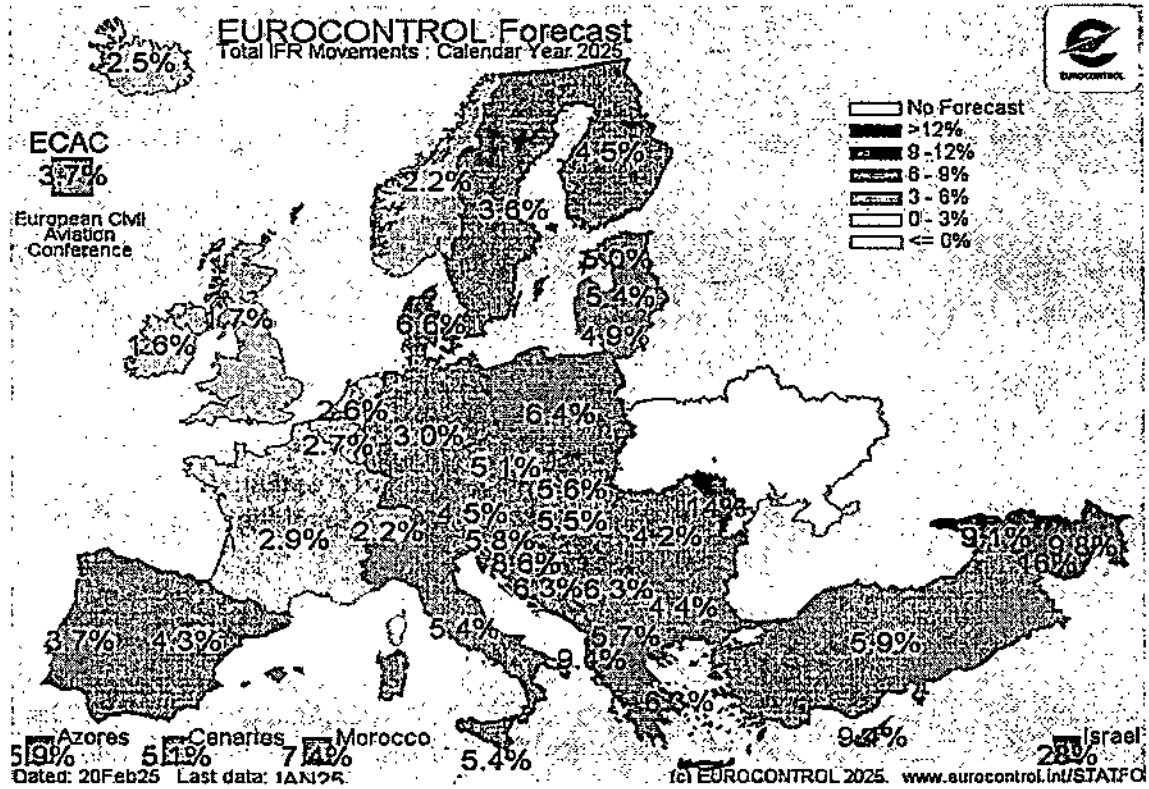 EUROCONTROL Forecast
Total IFR Movements : Calendar Year 2025
EUROCONTROL
2.5%
No Forecast
>12%
9 -12%
6 - 9%
3 - 6%
0 - 3%
<= 0%
ECAC
3.7%
European Civil
Aviation
Conference
2.2%
4.5%
3.6%
5.0%
5.4%
4.9%
1.7%
1.6%
6.6%
2.6%
2.7%
3.0%
6.4%
5.1%
5.6%
14%
4.5%
5.5%
4.2%
2.9%
2.2%
5.8%
8.6%
6.3%
6.3%
4.4%
9.1%
9.8%
16%
3.7%
4.3%
5.4%
5.7%
5.9%
6.3%
Azores
5.9%
Canaries
5.1%
Morocco
7.4%
5.4%
9.4%
Israel
28%
Dated: 20Feb25 Last data: JAN25
(c) EUROCONTROL 2025. www.eurocontrol.int/STATFO